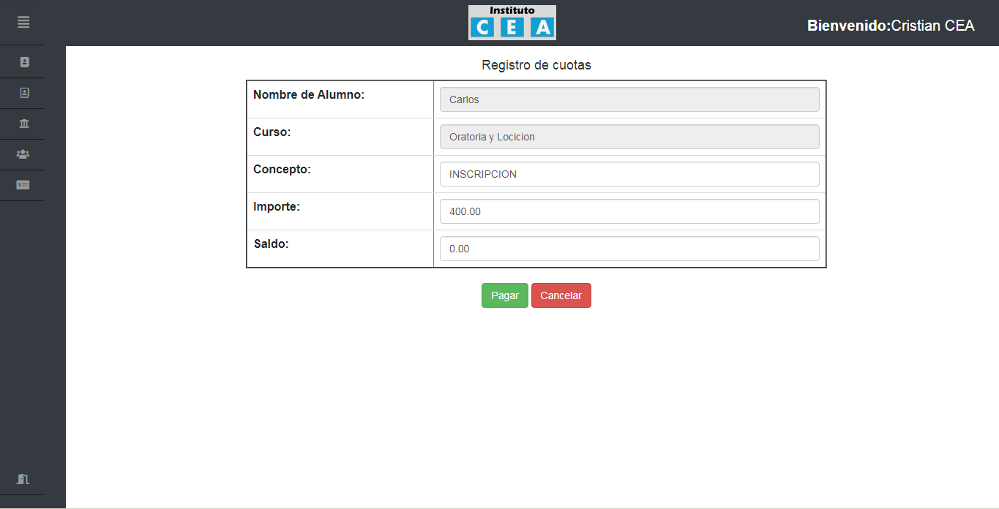 Instituto
CEA
Bienvenido:Cristian CEA
Registro de cuotas
Nombre de Alumno: Carlos
Curso: Oratoria y Locicion
Concepto: INSCRIPCION
Importe: 400.00
Saldo: 0.00
Pagar Cancelar